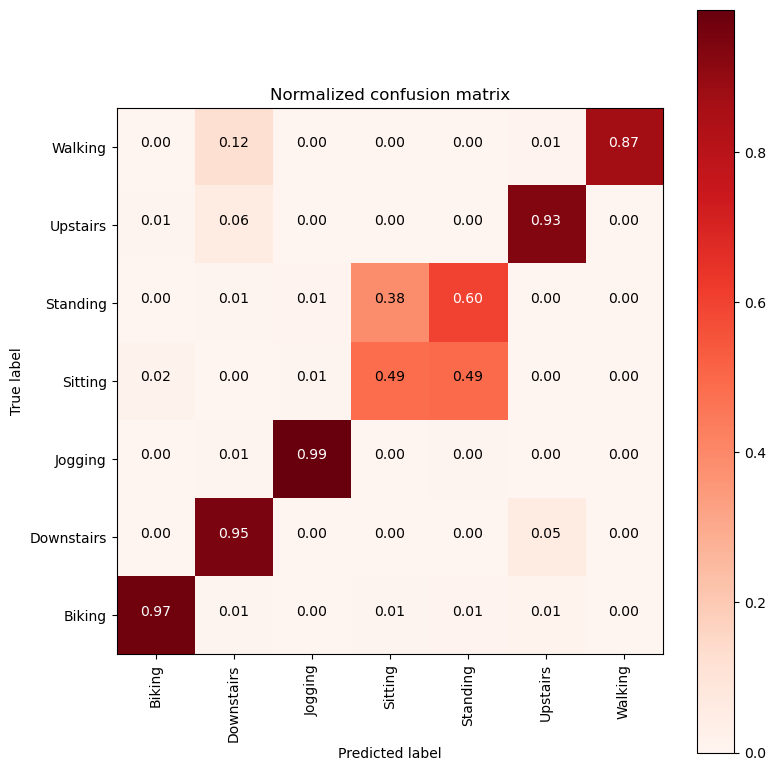 Normalized confusion matrix
Walking 0.00 0.12 0.00 0.00 0.00 0.01 0.87
Upstairs 0.01 0.06 0.00 0.00 0.00 0.93 0.00
Standing 0.00 0.01 0.01 0.38 0.60 0.00 0.00
Sitting 0.02 0.00 0.01 0.49 0.49 0.00 0.00
Jogging 0.00 0.01 0.99 0.00 0.00 0.00 0.00
Downstairs 0.00 0.95 0.00 0.00 0.00 0.05 0.00
Biking 0.97 0.01 0.00 0.01 0.01 0.01 0.00
True label
Biking Downstairs Jogging Sitting Standing Upstairs Walking
Predicted label
0.8
0.6
0.4
0.2
0.0